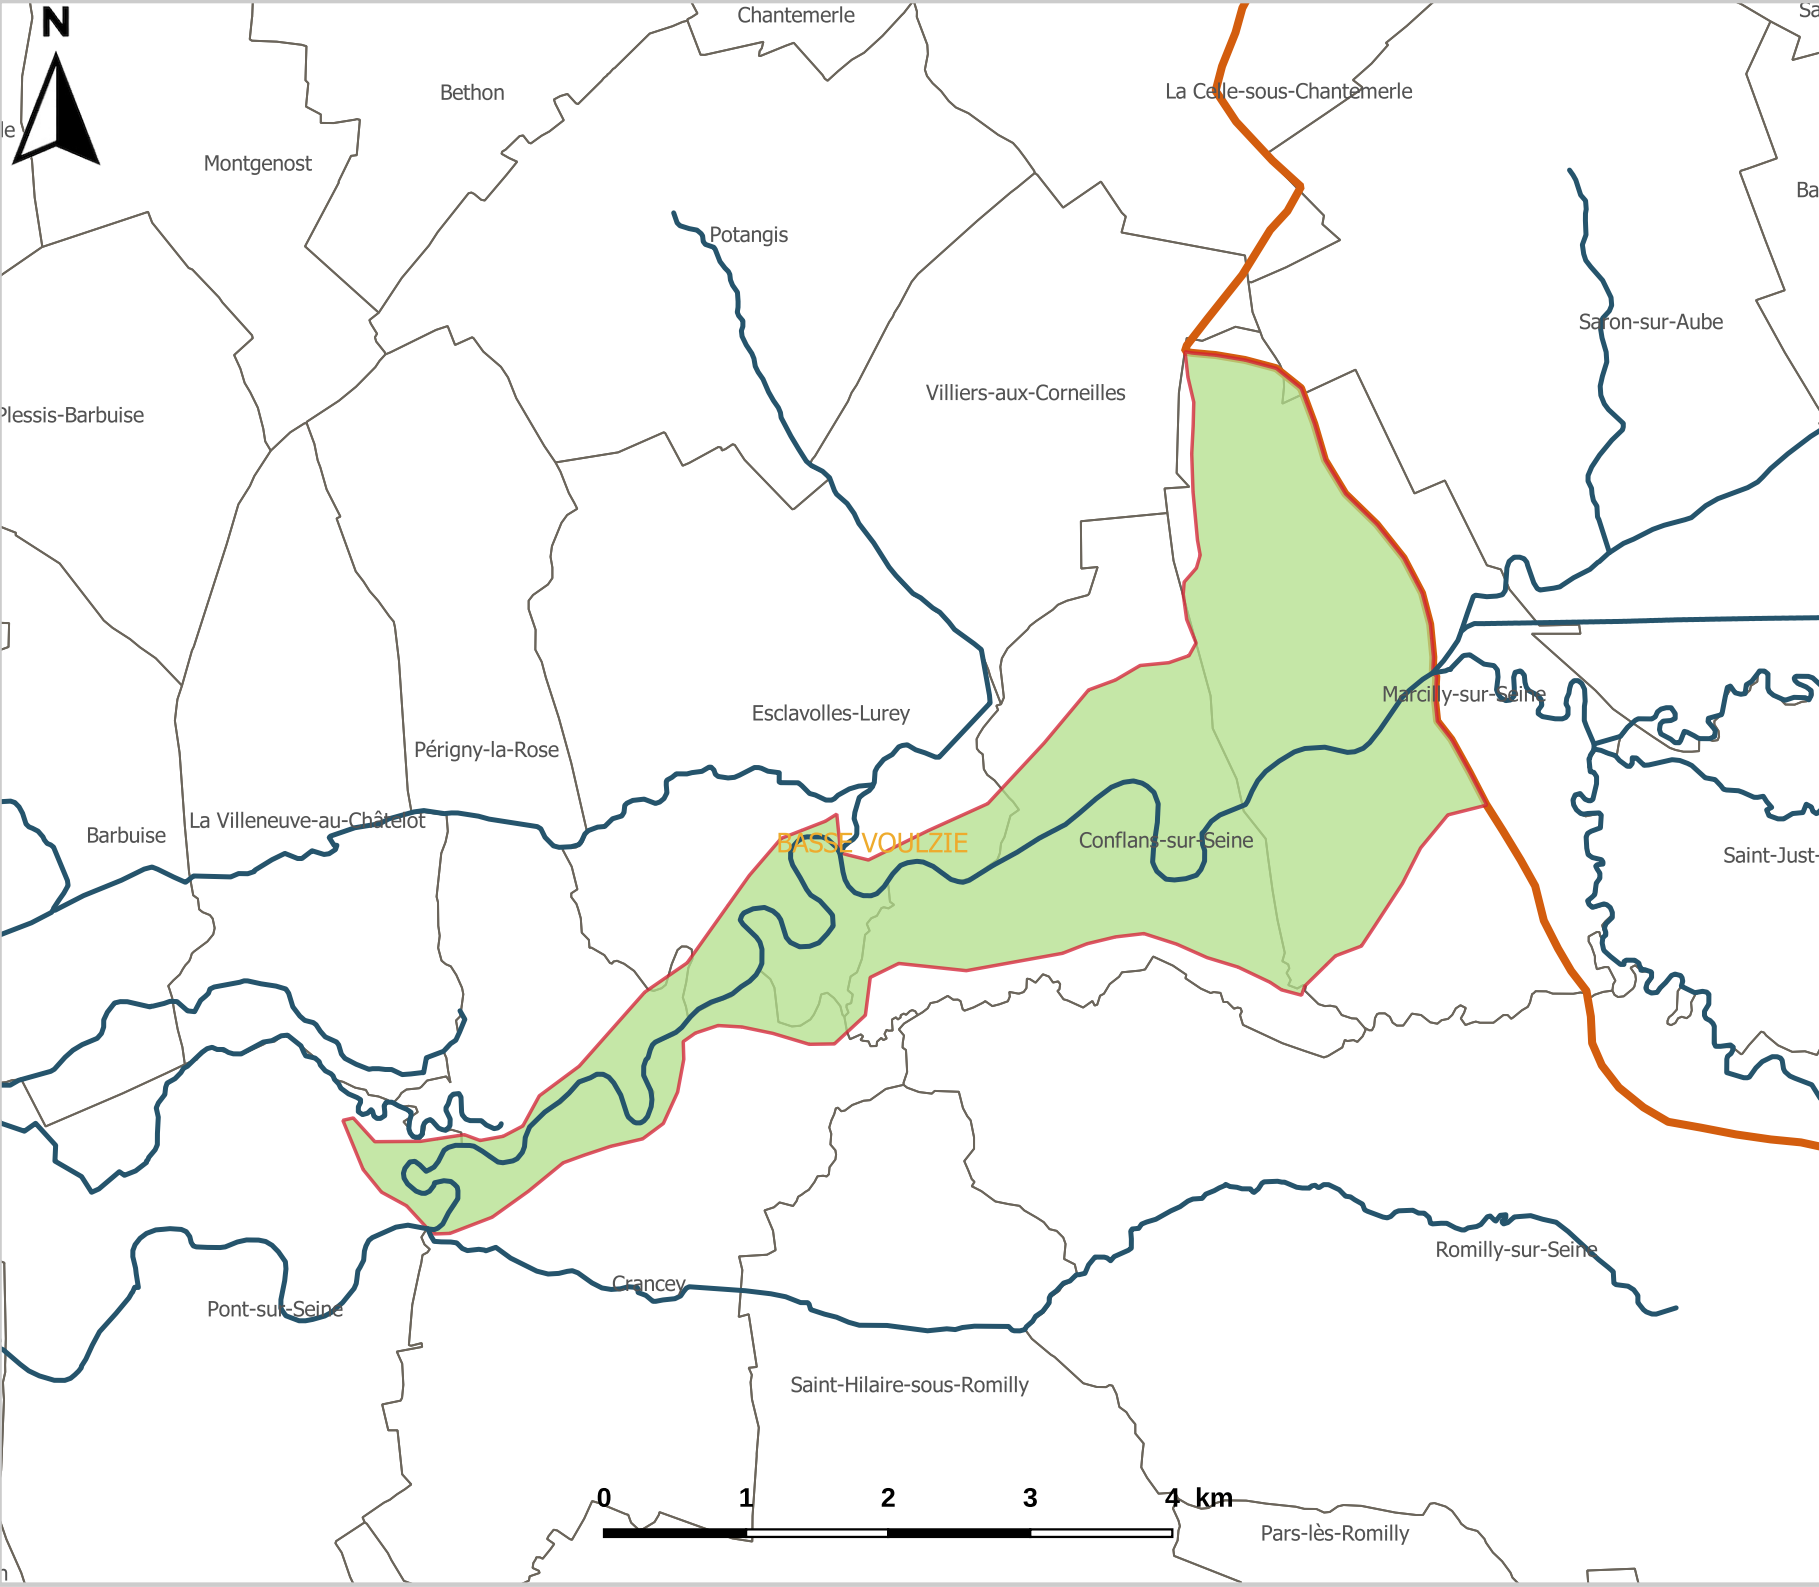 N
Chantemerle
Bethon
La Celle-sous-Chantemerle
Montgenost
Potangis
Saron-sur-Aube
Villiers-aux-Corneilles
Plessis-Barbuise
Marcilly-sur-Seine
Esclavolles-Lurey
Périgny-la-Rose
La Villeneuve-au-Châtelot
Barbuise
BASSE VOULZIE
Conflans-sur-Seine
Saint-Just-
Romilly-sur-Seine
Crancey
Pont-sur-Seine
Saint-Hilaire-sous-Romilly
0 1 2 3 4 km
Pars-lès-Romilly